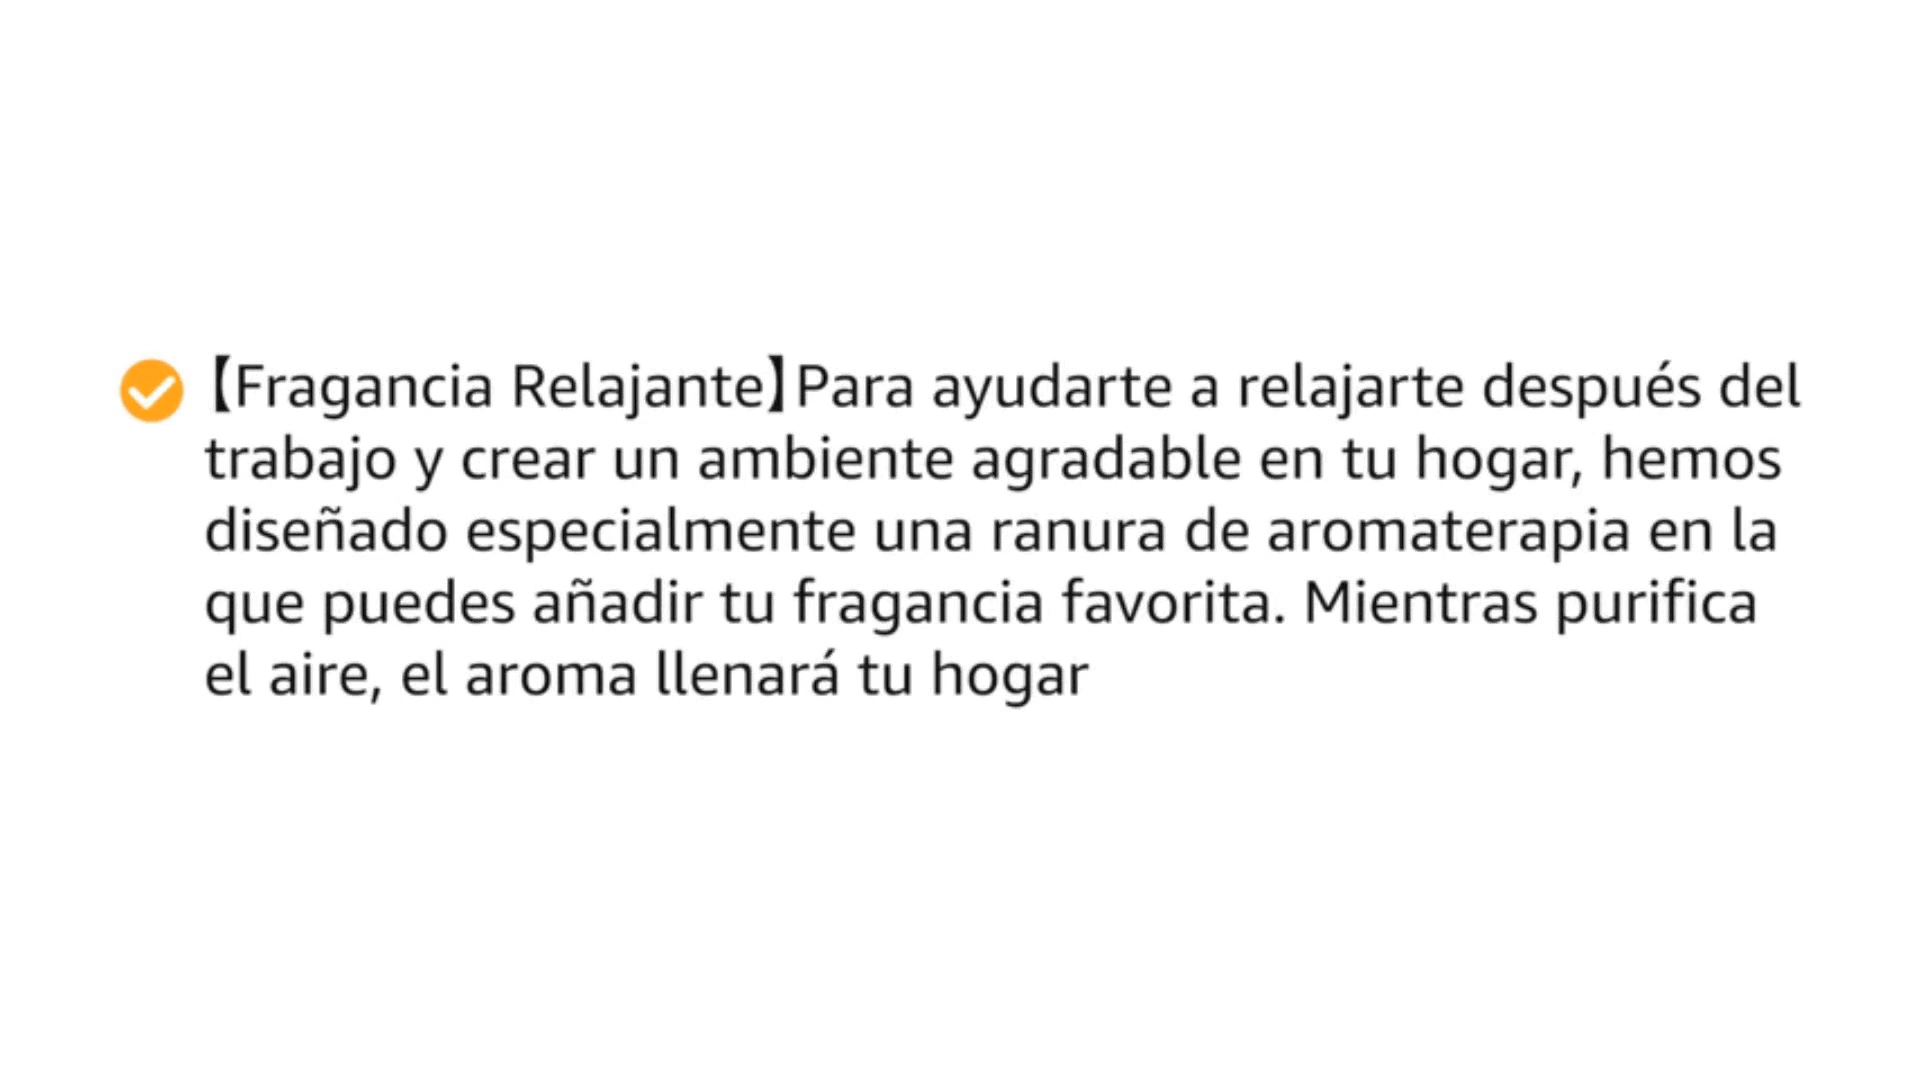 【Fragancia Relajante】Para ayudarte a relajarte después del
trabajo y crear un ambiente agradable en tu hogar, hemos
diseñado especialmente una ranura de aromaterapia en la
que puedes añadir tu fragancia favorita. Mientras purifica
el aire, el aroma llenará tu hogar